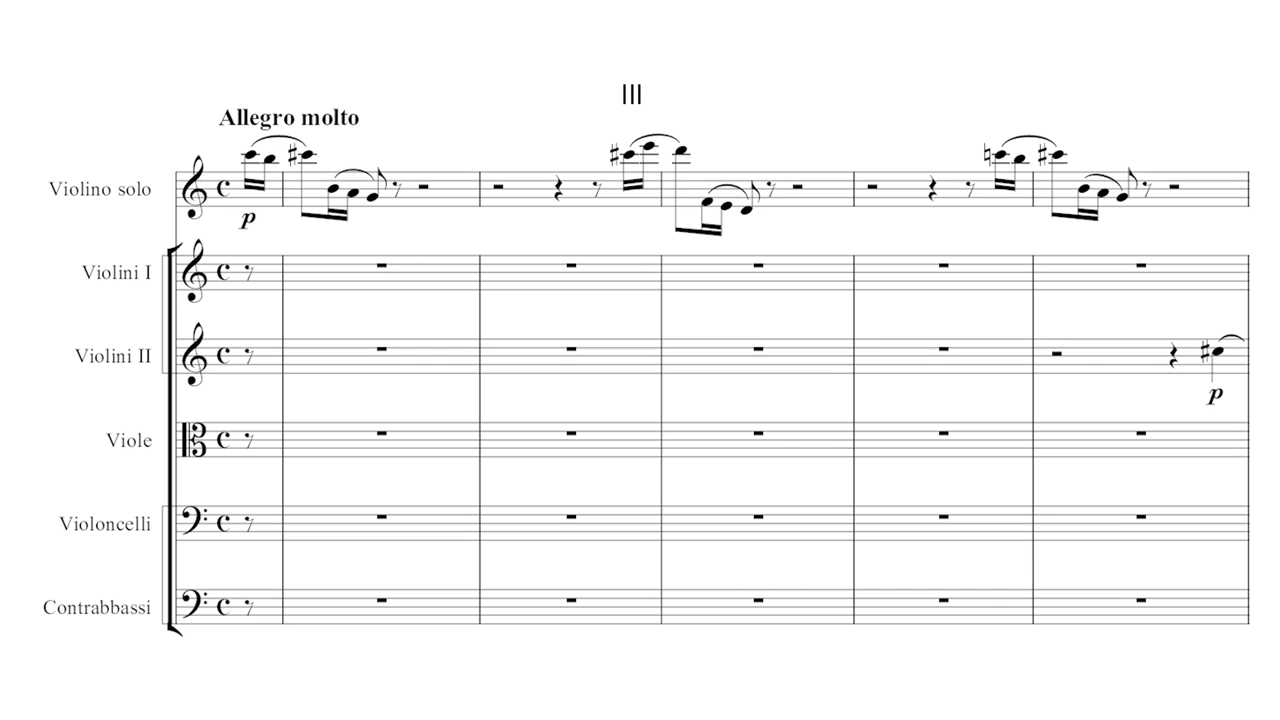 III
Allegro molto
Violino solo
p
Violini I
Violini II
p
Viole
Violoncelli
Contrabbassi